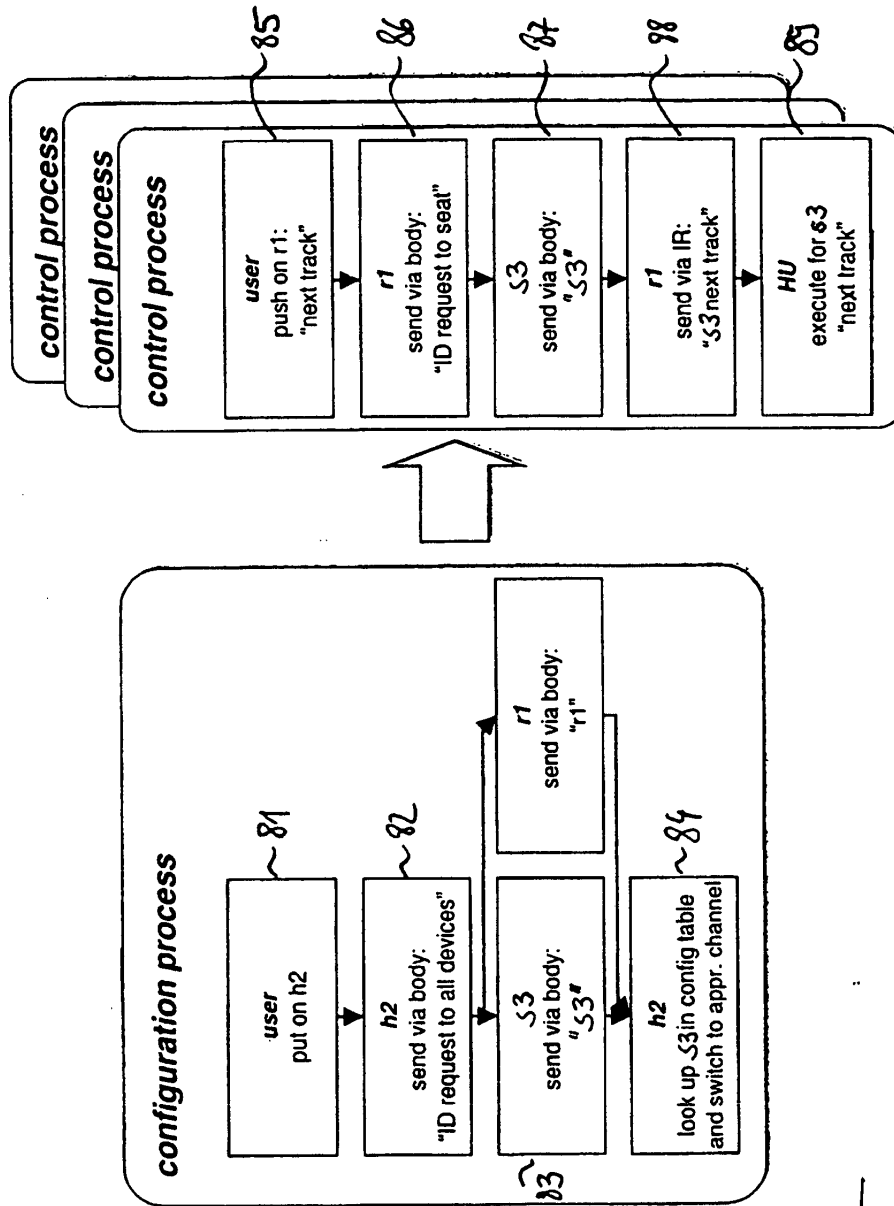 configuration process
user
put on h2
81
h2
send via body:
"ID request to all devices"
82
S3
send via body:
"S3"
83
r1
send via body:
"r1"
h2
look up S3 in config table
and switch to appr. channel
84
control process
control process
control process
user
push on r1:
"next track"
85
r1
send via body:
"ID request to seat"
86
S3
send via body:
"S3"
87
r1
send via IR:
"S3 next track"
98
HU
execute for S3
"next track"
89